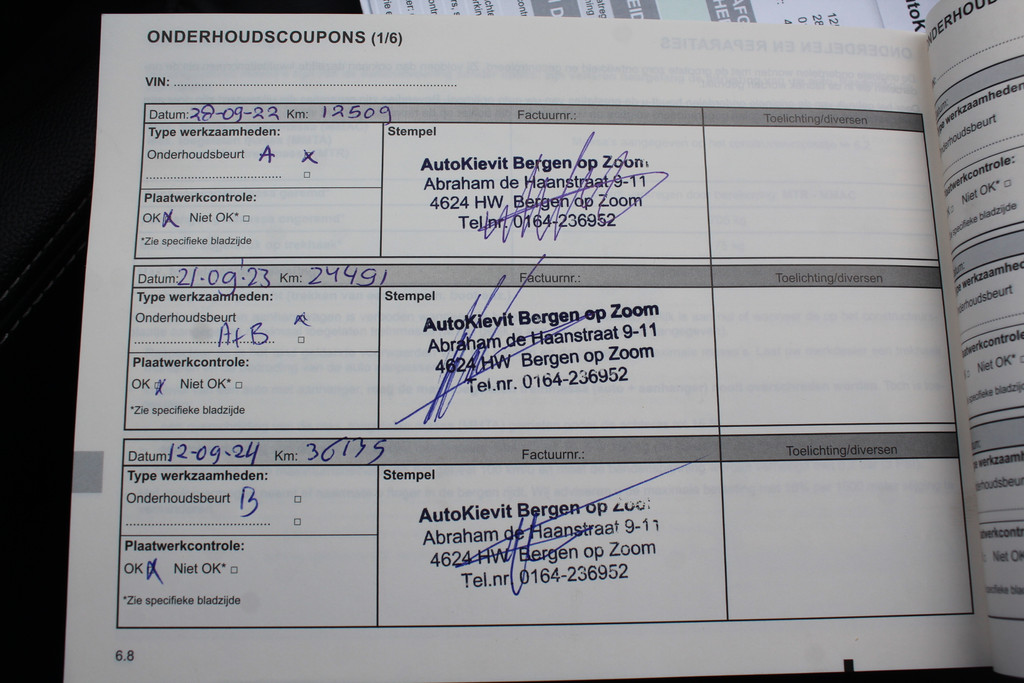 ONDERHOUDSCOUPONS (1/6)
VIN:
Datum: 28-09-22 Km: 12509 Factuurnr.: Toelichting/diversen
Type werkzaamheden: Stempel
Onderhoudsbeurt A x
AutoKievit Bergen op Zoom
Abraham de Haanstraat 9-11
4624 HW, Bergen op Zoom
Tel.nr. 0164-236952
Plaatwerkcontrole:
OK x Niet OK* □
*Zie specifieke bladzijde
Datum: 21-09-23 Km: 24491 Factuurnr.: Toelichting/diversen
Type werkzaamheden: Stempel
Onderhoudsbeurt x
A+B □
AutoKievit Bergen op Zoom
Abraham de Haanstraat 9-11
4624 HW Bergen op Zoom
Tel.nr. 0164-236952
Plaatwerkcontrole:
OK x Niet OK* □
*Zie specifieke bladzijde
Datum: 12-09-24 Km: 36135 Factuurnr.: Toelichting/diversen
Type werkzaamheden: Stempel
Onderhoudsbeurt B □
AutoKievit Bergen op Zoom
Abraham de Haanstraat 9-11
4624 HW Bergen op Zoom
Tel.nr. 0164-236952
Plaatwerkcontrole:
OK x Niet OK* □
*Zie specifieke bladzijde
6.8